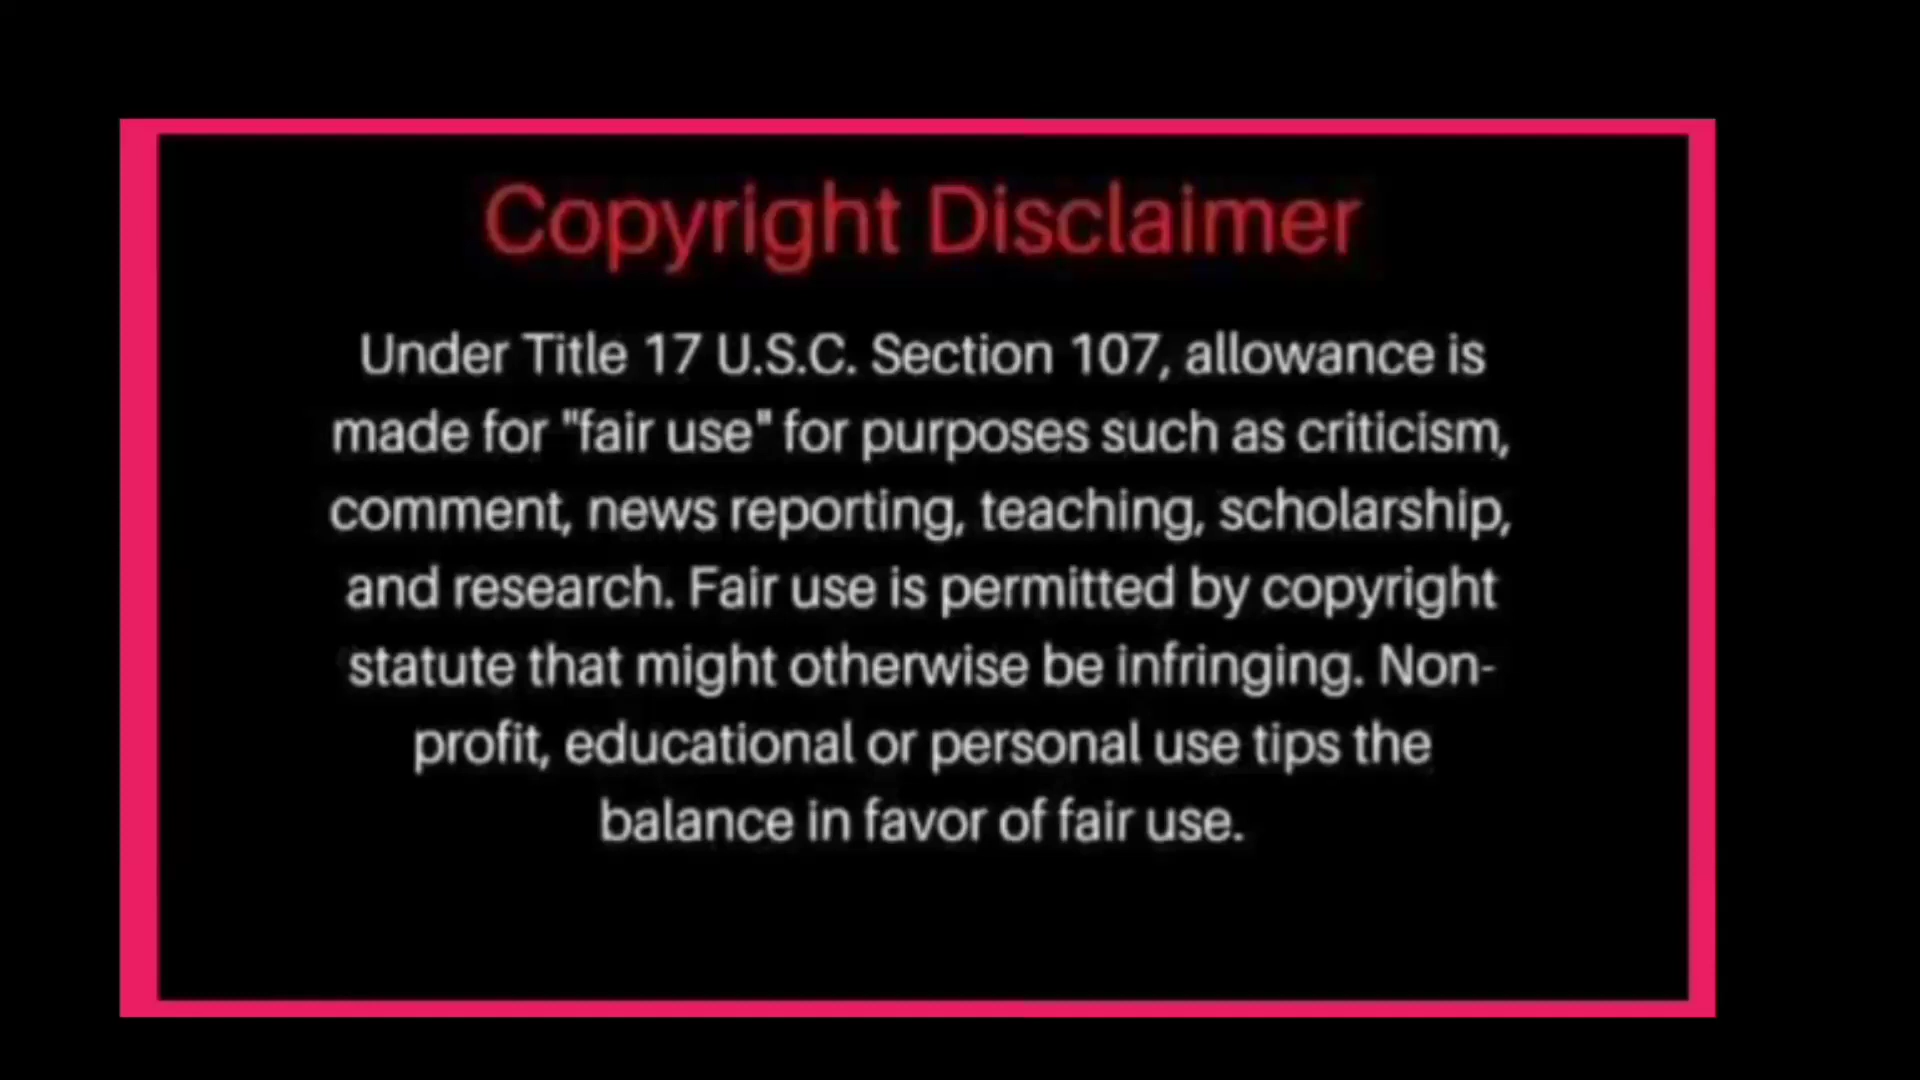 Copyright Disclaimer
Under Title 17 U.S.C. Section 107, allowance is
made for "fair use" for purposes such as criticism,
comment, news reporting, teaching, scholarship,
and research. Fair use is permitted by copyright
statute that might otherwise be infringing. Non-
profit, educational or personal use tips the
balance in favor of fair use.